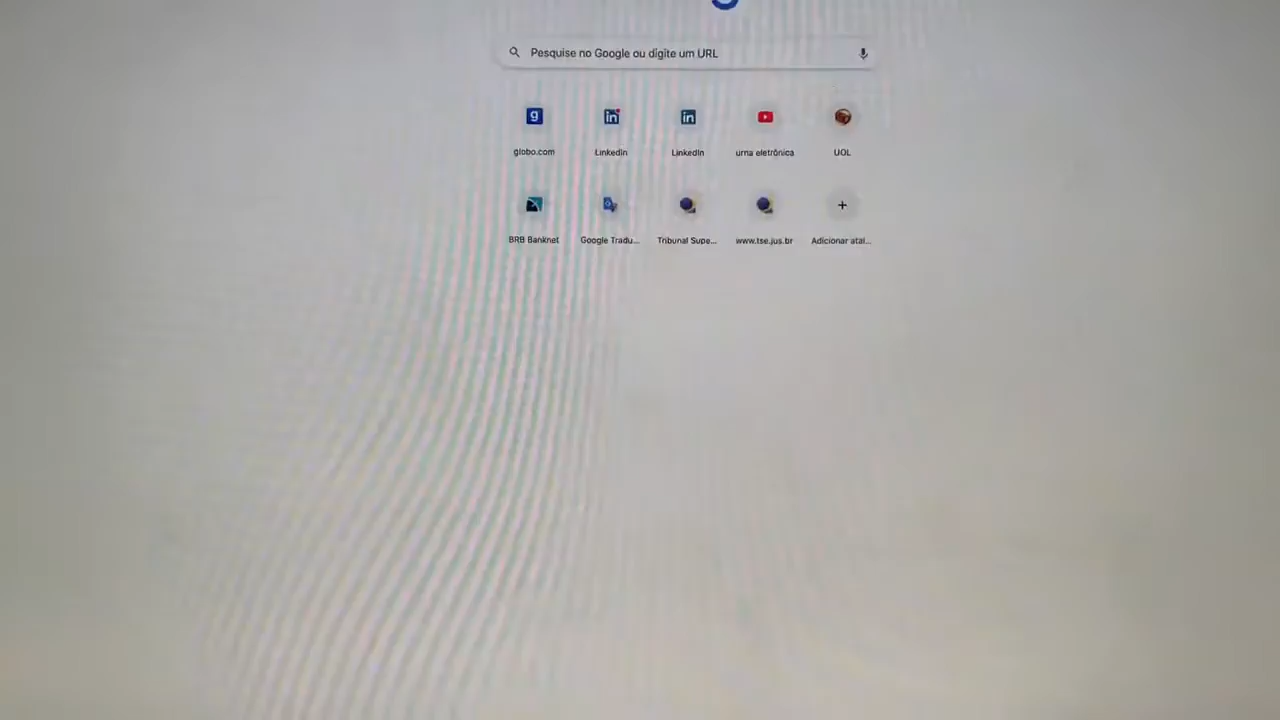 Pesquise no Google ou digite um URL
globo.com
LinkedIn
LinkedIn
urna eletrônica
UOL
BRB Banknet
Google Tradu...
Tribunal Supe...
www.tse.jus.br
Adicionar atal...